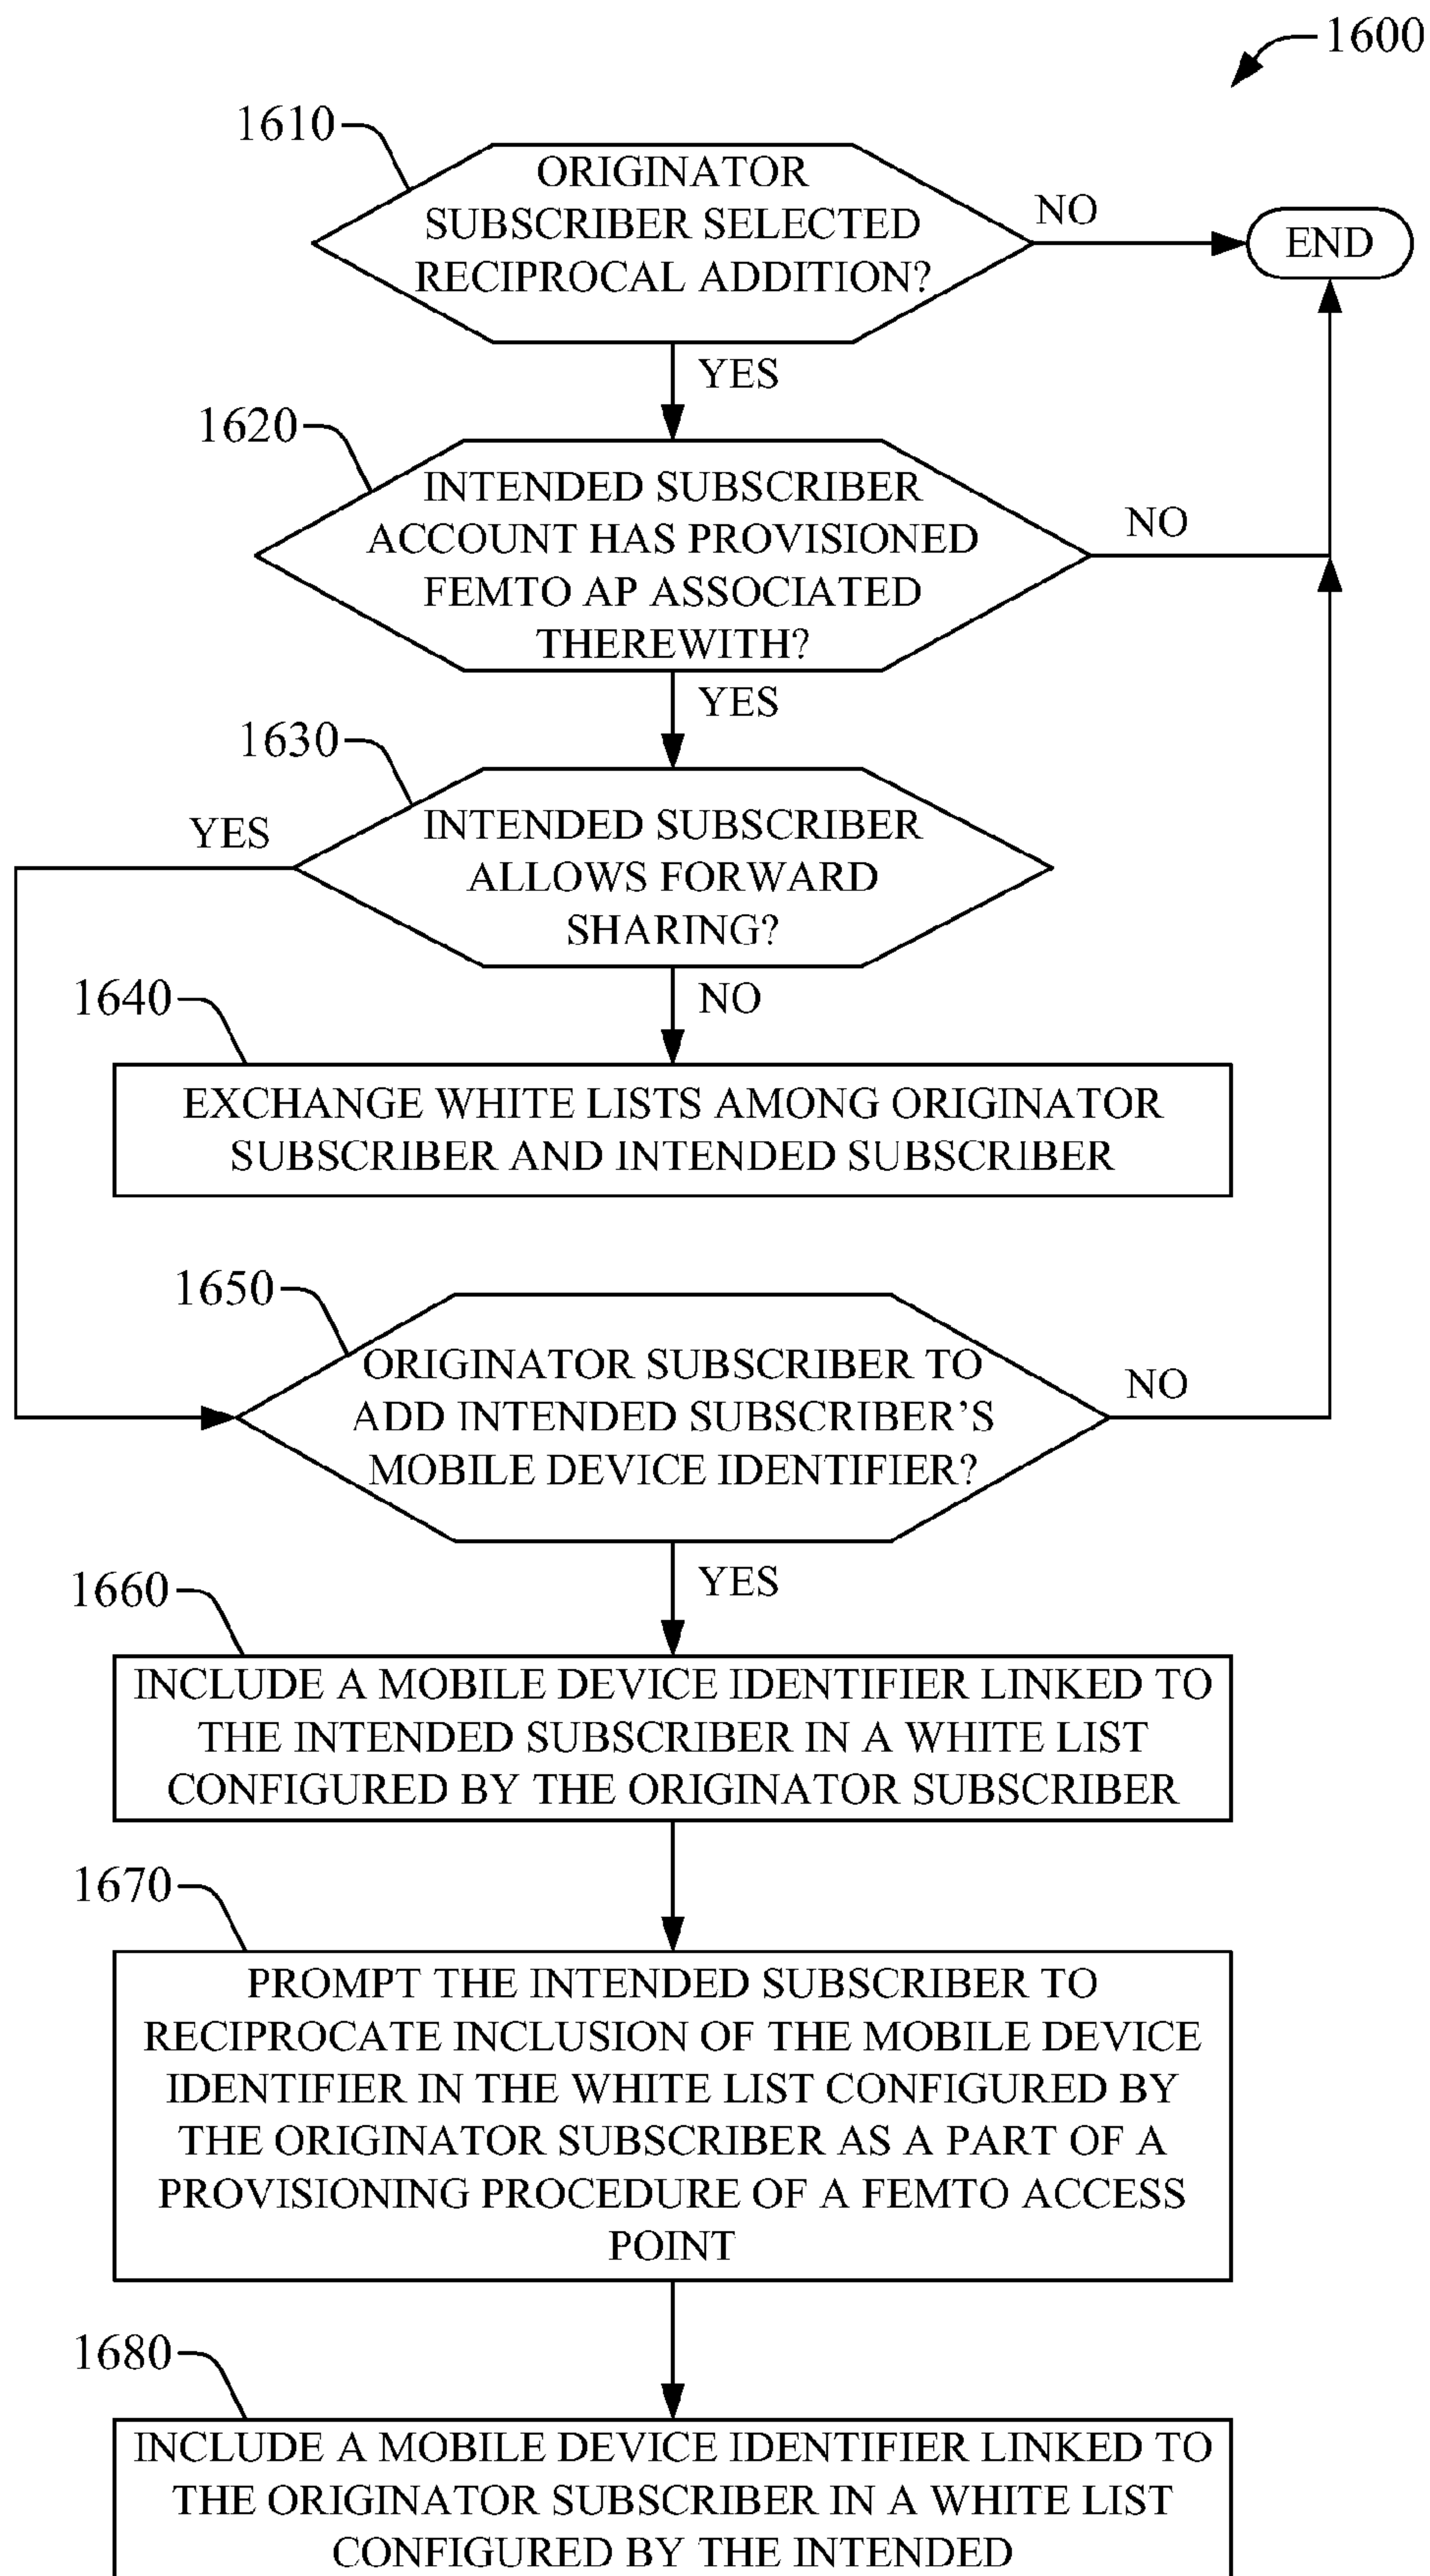 1600
1610
ORIGINATOR
SUBSCRIBER SELECTED
RECIPROCAL ADDITION?
NO
END
YES
1620
INTENDED SUBSCRIBER
ACCOUNT HAS PROVISIONED
FEMTO AP ASSOCIATED
THEREWITH?
NO
YES
1630
YES
INTENDED SUBSCRIBER
ALLOWS FORWARD
SHARING?
NO
1640
EXCHANGE WHITE LISTS AMONG ORIGINATOR
SUBSCRIBER AND INTENDED SUBSCRIBER
1650
ORIGINATOR SUBSCRIBER TO
ADD INTENDED SUBSCRIBER’S
MOBILE DEVICE IDENTIFIER?
NO
YES
1660
INCLUDE A MOBILE DEVICE IDENTIFIER LINKED TO
THE INTENDED SUBSCRIBER IN A WHITE LIST
CONFIGURED BY THE ORIGINATOR SUBSCRIBER
1670
PROMPT THE INTENDED SUBSCRIBER TO
RECIPROCATE INCLUSION OF THE MOBILE DEVICE
IDENTIFIER IN THE WHITE LIST CONFIGURED BY
THE ORIGINATOR SUBSCRIBER AS A PART OF A
PROVISIONING PROCEDURE OF A FEMTO ACCESS
POINT
1680
INCLUDE A MOBILE DEVICE IDENTIFIER LINKED TO
THE ORIGINATOR SUBSCRIBER IN A WHITE LIST
CONFIGURED BY THE INTENDED